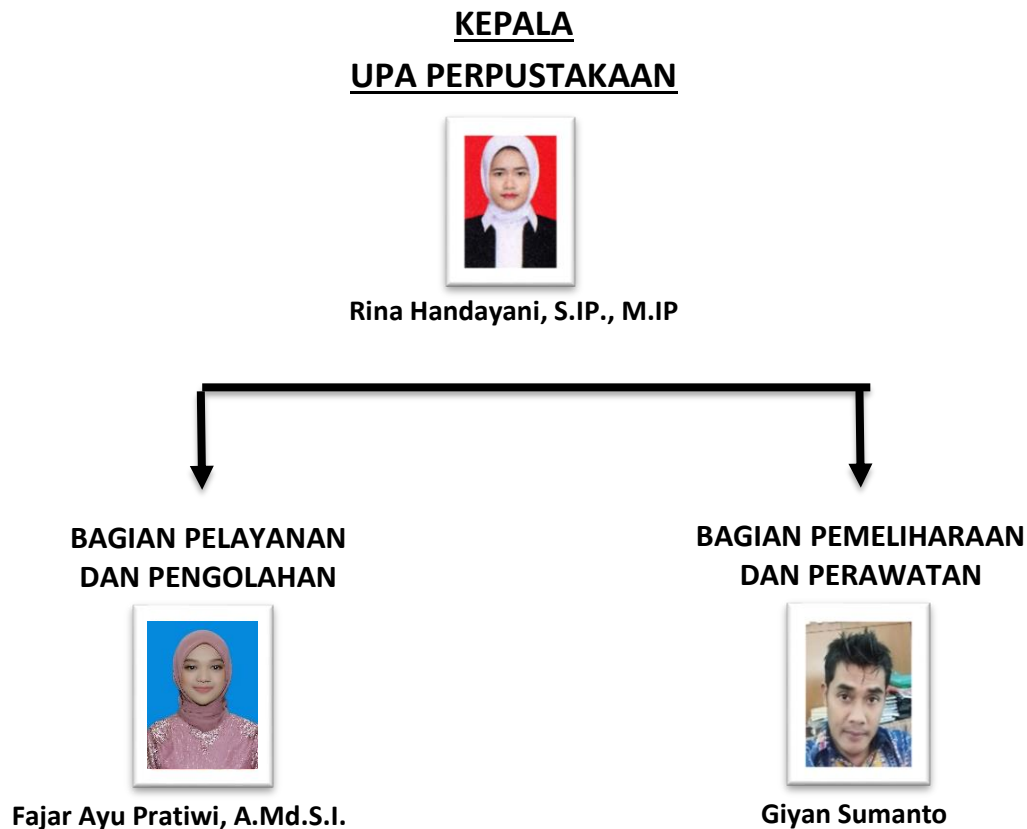 KEPALA
UPA PERPUSTAKAAN
Rina Handayani, S.IP., M.IP
BAGIAN PELAYANAN
DAN PENGOLAHAN
Fajar Ayu Pratiwi, A.Md.S.I.
BAGIAN PEMELIHARAAN
DAN PERAWATAN
Giyan Sumanto